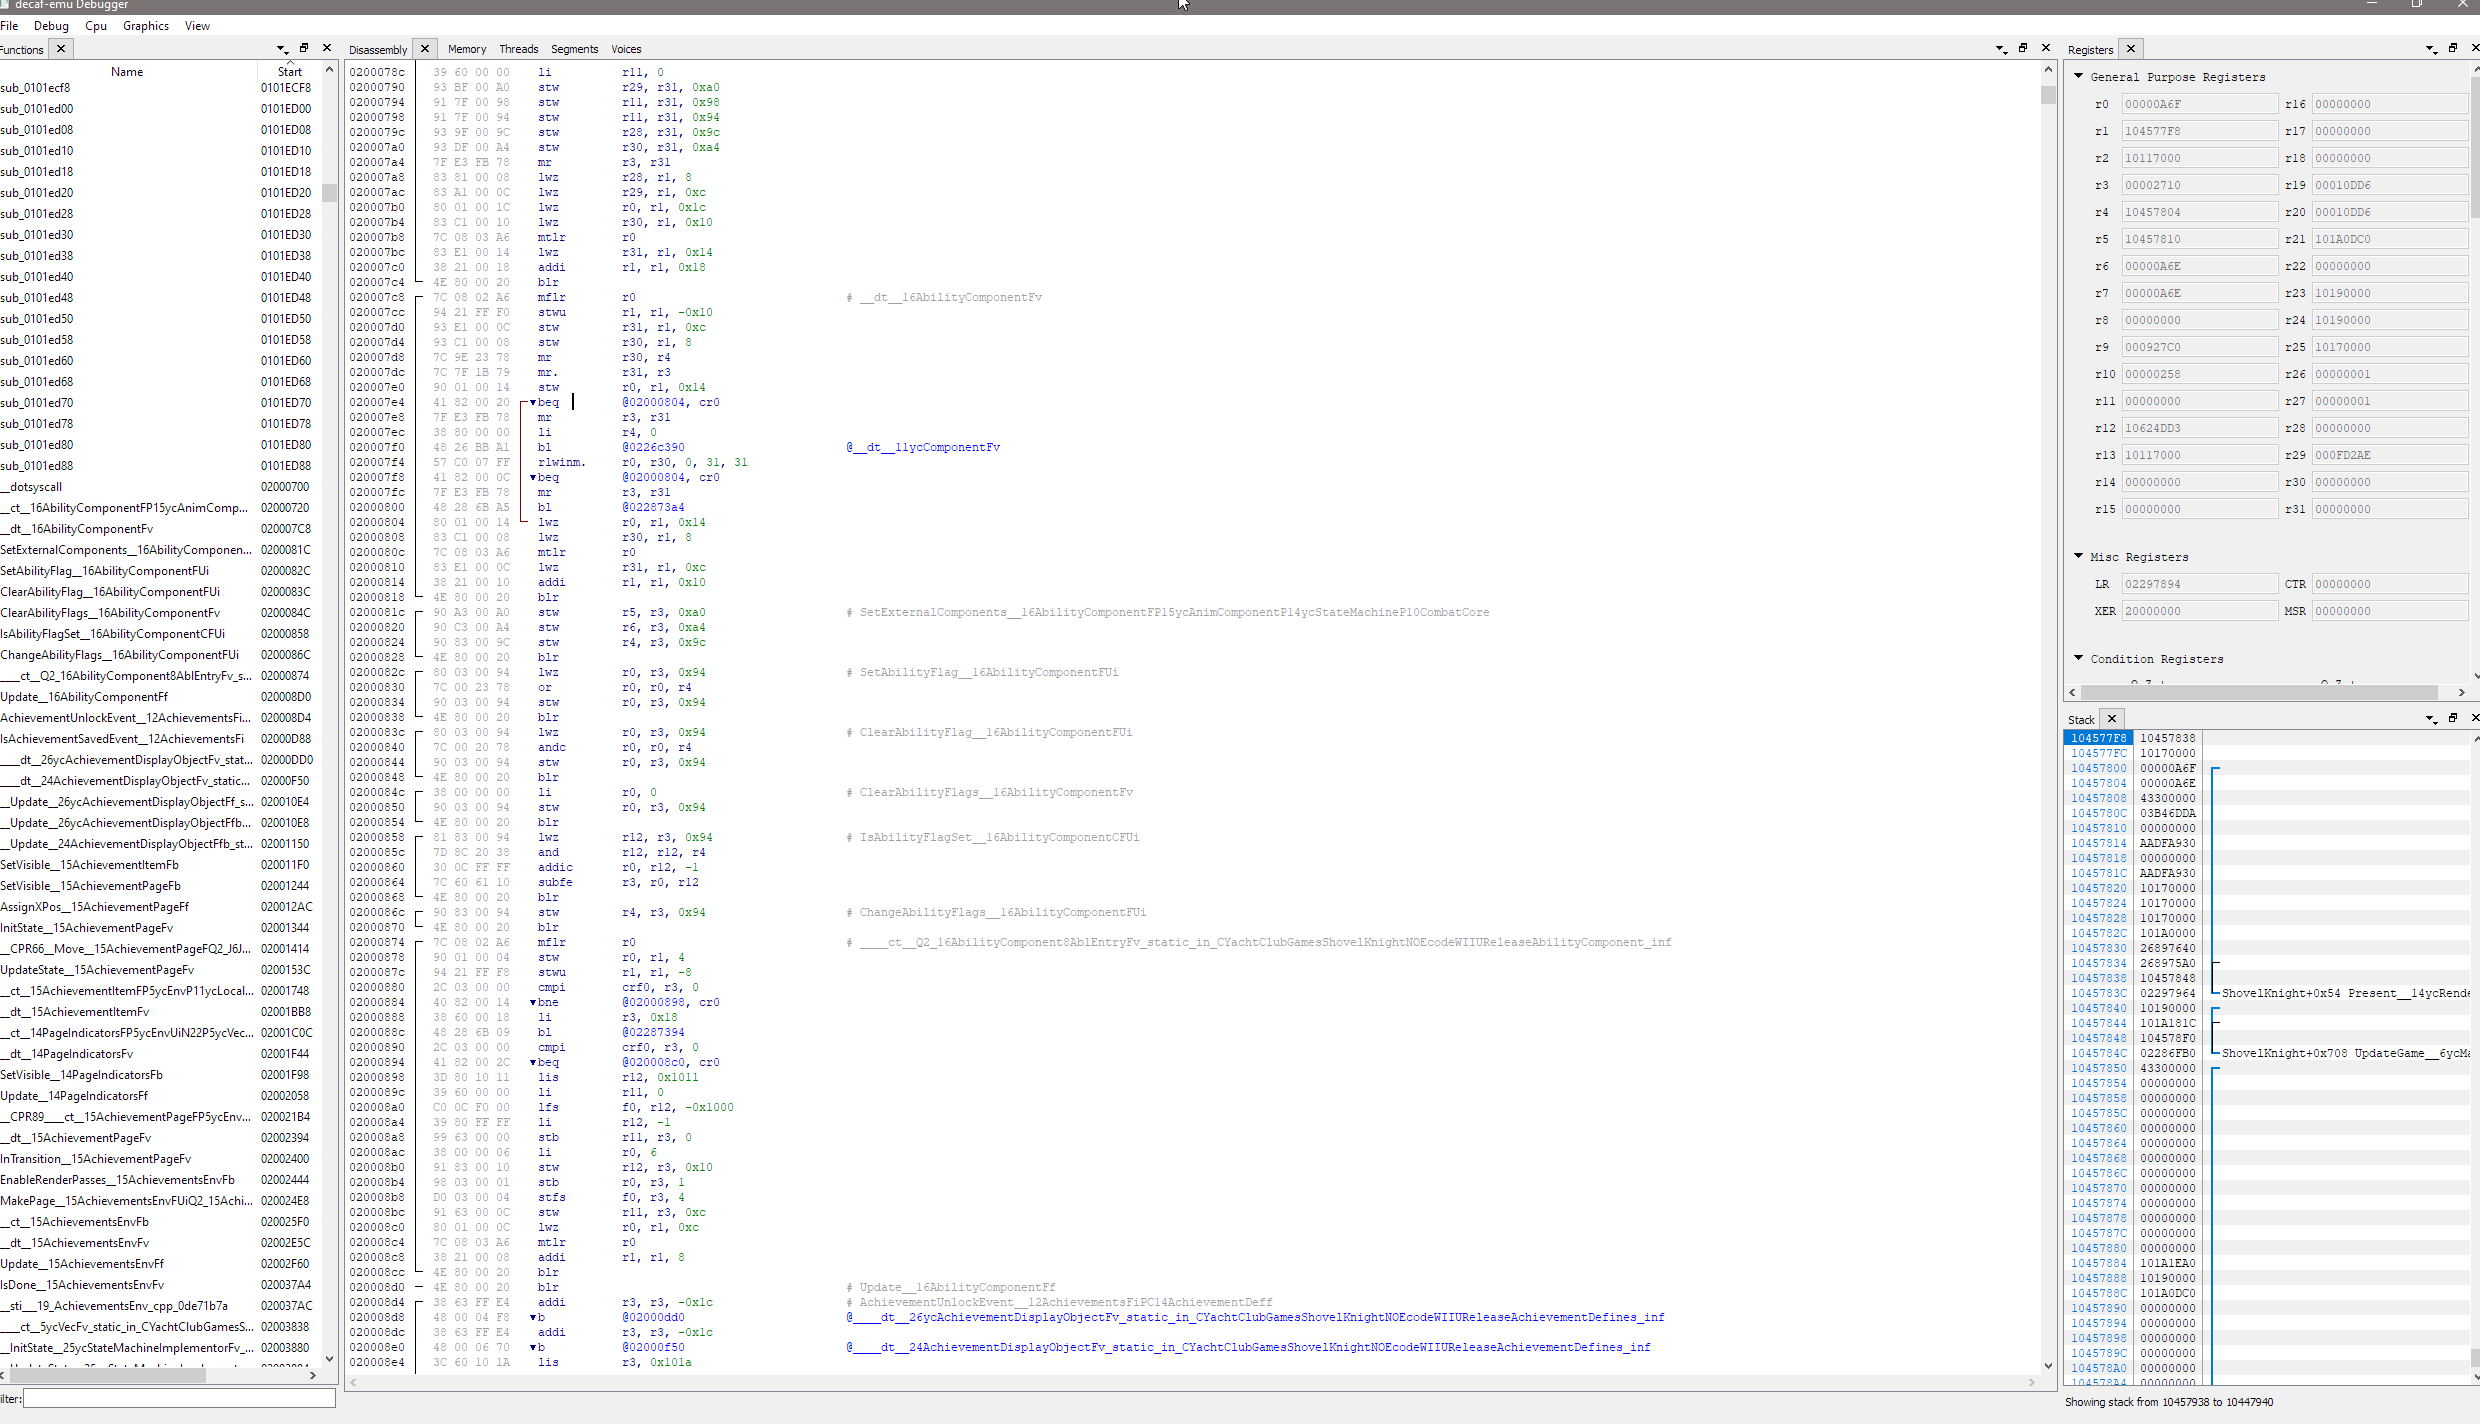 decaf-emu Debugger
File Debug Cpu Graphics View
Functions
Name Start
sub_0101ecf8 0101ECF8
sub_0101ed00 0101ED00
sub_0101ed08 0101ED08
sub_0101ed10 0101ED10
sub_0101ed18 0101ED18
sub_0101ed20 0101ED20
sub_0101ed28 0101ED28
sub_0101ed30 0101ED30
sub_0101ed38 0101ED38
sub_0101ed40 0101ED40
sub_0101ed48 0101ED48
sub_0101ed50 0101ED50
sub_0101ed58 0101ED58
sub_0101ed60 0101ED60
sub_0101ed68 0101ED68
sub_0101ed70 0101ED70
sub_0101ed78 0101ED78
sub_0101ed80 0101ED80
sub_0101ed88 0101ED88
__dotsyscall 02000700
__ct__16AbilityComponentFP15ycAnimComp... 02000720
__dt__16AbilityComponentFv 020007C8
SetExternalComponents__16AbilityComponen... 0200081C
SetAbilityFlag__16AbilityComponentFUi 0200082C
ClearAbilityFlag__16AbilityComponentFUi 0200083C
ClearAbilityFlags__16AbilityComponentFv 0200084C
IsAbilityFlagSet__16AbilityComponentCFUi 02000858
ChangeAbilityFlags__16AbilityComponentFUi 0200086C
____ct__Q2_16AbilityComponent8AblEntryFv_s... 02000874
Update__16AbilityComponentFf 020008D0
AchievementUnlockEvent__12AchievementsFi... 020008D4
IsAchievementSavedEvent__12AchievementsFi 02000D88
____dt__26ycAchievementDisplayObjectFv_stat... 02000DD0
____dt__24AchievementDisplayObjectFv_static... 02000F50
__Update__26ycAchievementDisplayObjectFf_s... 020010E4
__Update__26ycAchievementDisplayObjectFfb... 020010E8
__Update__24AchievementDisplayObjectFfb_st... 02001150
SetVisible__15AchievementItemFb 020011F0
SetVisible__15AchievementPageFb 02001244
AssignXPos__15AchievementPageFf 020012AC
InitState__15AchievementPageFv 02001344
__CPR66__Move__15AchievementPageFQ2_J6J... 02001414
UpdateState__15AchievementPageFv 0200153C
__ct__15AchievementItemFP5ycEnvP11ycLocal... 02001748
__dt__15AchievementItemFv 02001BB8
__ct__14PageIndicatorsFP5ycEnvUiN22P5ycVec... 02001C0C
__dt__14PageIndicatorsFv 02001F44
SetVisible__14PageIndicatorsFb 02001F98
Update__14PageIndicatorsFf 02002058
__CPR89____ct__15AchievementPageFP5ycEnv... 020021B4
__dt__15AchievementPageFv 02002394
InTransition__15AchievementPageFv 02002400
EnableRenderPasses__15AchievementsEnvFb 02002444
MakePage__15AchievementsEnvFUiQ2_15Achi... 020024E8
__ct__15AchievementsEnvFb 020025F0
__dt__15AchievementsEnvFv 02002E5C
Update__15AchievementsEnvFf 02002F60
IsDone__15AchievementsEnvFv 020037A4
__sti___19_AchievementsEnv_cpp_0de71b7a 020037AC
____ct__5ycVecFv_static_in_CYachtClubGamesS... 02003838
__InitState__25ycStateMachineImplementorFv_... 02003880
ilter:
Disassembly Memory Threads Segments Voices
0200078c 39 60 00 00 li r11, 0
02000790 93 BF 00 A0 stw r29, r31, 0xa0
02000794 91 7F 00 98 stw r11, r31, 0x98
02000798 91 7F 00 94 stw r11, r31, 0x94
0200079c 93 9F 00 9C stw r28, r31, 0x9c
020007a0 93 DF 00 A4 stw r30, r31, 0xa4
020007a4 7F E3 FB 78 mr r3, r31
020007a8 83 81 00 08 lwz r28, r1, 8
020007ac 83 A1 00 0C lwz r29, r1, 0xc
020007b0 80 01 00 1C lwz r0, r1, 0x1c
020007b4 83 C1 00 10 lwz r30, r1, 0x10
020007b8 7C 08 03 A6 mtlr r0
020007bc 83 E1 00 14 lwz r31, r1, 0x14
020007c0 38 21 00 18 addi r1, r1, 0x18
020007c4 4E 80 00 20 blr
020007c8 7C 08 02 A6 mflr r0 # __dt__16AbilityComponentFv
020007cc 94 21 FF F0 stwu r1, r1, -0x10
020007d0 93 E1 00 0C stw r31, r1, 0xc
020007d4 93 C1 00 08 stw r30, r1, 8
020007d8 7C 9E 23 78 mr r30, r4
020007dc 7C 7F 1B 79 mr. r31, r3
020007e0 90 01 00 14 stw r0, r1, 0x14
020007e4 41 82 00 20 ▼beq @02000804, cr0
020007e8 7F E3 FB 78 mr r3, r31
020007ec 38 80 00 00 li r4, 0
020007f0 48 26 BB A1 bl @0226c390 @__dt__11ycComponentFv
020007f4 57 C0 07 FF rlwinm. r0, r30, 0, 31, 31
020007f8 41 82 00 0C ▼beq @02000804, cr0
020007fc 7F E3 FB 78 mr r3, r31
02000800 48 28 6B A5 bl @022873a4
02000804 80 01 00 14 lwz r0, r1, 0x14
02000808 83 C1 00 08 lwz r30, r1, 8
0200080c 7C 08 03 A6 mtlr r0
02000810 83 E1 00 0C lwz r31, r1, 0xc
02000814 38 21 00 10 addi r1, r1, 0x10
02000818 4E 80 00 20 blr
0200081c 90 A3 00 A0 stw r5, r3, 0xa0 # SetExternalComponents__16AbilityComponentFP15ycAnimComponentP14ycStateMachineP10CombatCore
02000820 90 C3 00 A4 stw r6, r3, 0xa4
02000824 90 83 00 9C stw r4, r3, 0x9c
02000828 4E 80 00 20 blr
0200082c 80 03 00 94 lwz r0, r3, 0x94 # SetAbilityFlag__16AbilityComponentFUi
02000830 7C 00 23 78 or r0, r0, r4
02000834 90 03 00 94 stw r0, r3, 0x94
02000838 4E 80 00 20 blr
0200083c 80 03 00 94 lwz r0, r3, 0x94 # ClearAbilityFlag__16AbilityComponentFUi
02000840 7C 00 20 78 andc r0, r0, r4
02000844 90 03 00 94 stw r0, r3, 0x94
02000848 4E 80 00 20 blr
0200084c 38 00 00 00 li r0, 0 # ClearAbilityFlags__16AbilityComponentFv
02000850 90 03 00 94 stw r0, r3, 0x94
02000854 4E 80 00 20 blr
02000858 81 83 00 94 lwz r12, r3, 0x94 # IsAbilityFlagSet__16AbilityComponentCFUi
0200085c 7D 8C 20 38 and r12, r12, r4
02000860 30 0C FF FF addic r0, r12, -1
02000864 7C 60 61 10 subfe r3, r0, r12
02000868 4E 80 00 20 blr
0200086c 90 83 00 94 stw r4, r3, 0x94 # ChangeAbilityFlags__16AbilityComponentFUi
02000870 4E 80 00 20 blr
02000874 7C 08 02 A6 mflr r0 # ____ct__Q2_16AbilityComponent8AblEntryFv_static_in_CYachtClubGamesShovelKnightNOEcodeWIIUReleaseAbilityComponent_inf
02000878 90 01 00 04 stw r0, r1, 4
0200087c 94 21 FF F8 stwu r1, r1, -8
02000880 2C 03 00 00 cmpi crf0, r3, 0
02000884 40 82 00 14 ▼bne @02000898, cr0
02000888 38 60 00 18 li r3, 0x18
0200088c 48 28 6B 09 bl @02287394
02000890 2C 03 00 00 cmpi crf0, r3, 0
02000894 41 82 00 2C ▼beq @020008c0, cr0
02000898 3D 80 10 11 lis r12, 0x1011
0200089c 39 60 00 00 li r11, 0
020008a0 C0 0C F0 00 lfs f0, r12, -0x1000
020008a4 39 80 FF FF li r12, -1
020008a8 99 63 00 00 stb r11, r3, 0
020008ac 38 00 00 06 li r0, 6
020008b0 91 83 00 10 stw r12, r3, 0x10
020008b4 98 03 00 01 stb r0, r3, 1
020008b8 D0 03 00 04 stfs f0, r3, 4
020008bc 91 63 00 0C stw r11, r3, 0xc
020008c0 80 01 00 0C lwz r0, r1, 0xc
020008c4 7C 08 03 A6 mtlr r0
020008c8 38 21 00 08 addi r1, r1, 8
020008cc 4E 80 00 20 blr
020008d0 4E 80 00 20 blr # Update__16AbilityComponentFf
020008d4 38 63 FF E4 addi r3, r3, -0x1c # AchievementUnlockEvent__12AchievementsFiPC14AchievementDeff
020008d8 48 00 04 F8 ▼b @02000dd0 @____dt__26ycAchievementDisplayObjectFv_static_in_CYachtClubGamesShovelKnightNOEcodeWIIUReleaseAchievementDefines_inf
020008dc 38 63 FF E4 addi r3, r3, -0x1c
020008e0 48 00 06 70 ▼b @02000f50 @____dt__24AchievementDisplayObjectFv_static_in_CYachtClubGamesShovelKnightNOEcodeWIIUReleaseAchievementDefines_inf
020008e4 3C 60 10 1A lis r3, 0x101a
Registers
General Purpose Registers
r0 00000A6F r16 00000000
r1 104577F8 r17 00000000
r2 10117000 r18 00000000
r3 00002710 r19 00010DD6
r4 10457804 r20 00010DD6
r5 10457810 r21 101A0DC0
r6 00000A6E r22 00000000
r7 00000A6E r23 10190000
r8 00000000 r24 10190000
r9 000927C0 r25 10170000
r10 00000258 r26 00000001
r11 00000000 r27 00000001
r12 10624DD3 r28 00000000
r13 10117000 r29 000FD2AE
r14 00000000 r30 00000000
r15 00000000 r31 00000000
Misc Registers
LR 02297894 CTR 00000000
XER 20000000 MSR 00000000
Condition Registers
Stack
104577F8 10457838
104577FC 10170000
10457800 00000A6F
10457804 00000A6E
10457808 43300000
1045780C 03B46DDA
10457810 00000000
10457814 AADFA930
10457818 00000000
1045781C AADFA930
10457820 10170000
10457824 10170000
10457828 10170000
1045782C 101A0000
10457830 26897640
10457834 268975A0
10457838 10457848
1045783C 02297964 ShovelKnight+0x54 Present__14ycRende
10457840 10190000
10457844 101A181C
10457848 104578F0
1045784C 02286FB0 ShovelKnight+0x708 UpdateGame__6ycMa
10457850 43300000
10457854 00000000
10457858 00000000
1045785C 00000000
10457860 00000000
10457864 00000000
10457868 00000000
1045786C 00000000
10457870 00000000
10457874 00000000
10457878 00000000
1045787C 00000000
10457880 00000000
10457884 101A1EA0
10457888 10190000
1045788C 101A0DC0
10457890 00000000
10457894 00000000
10457898 00000000
1045789C 00000000
104578A0 00000000
104578A4 00000000
Showing stack from 10457938 to 10447940